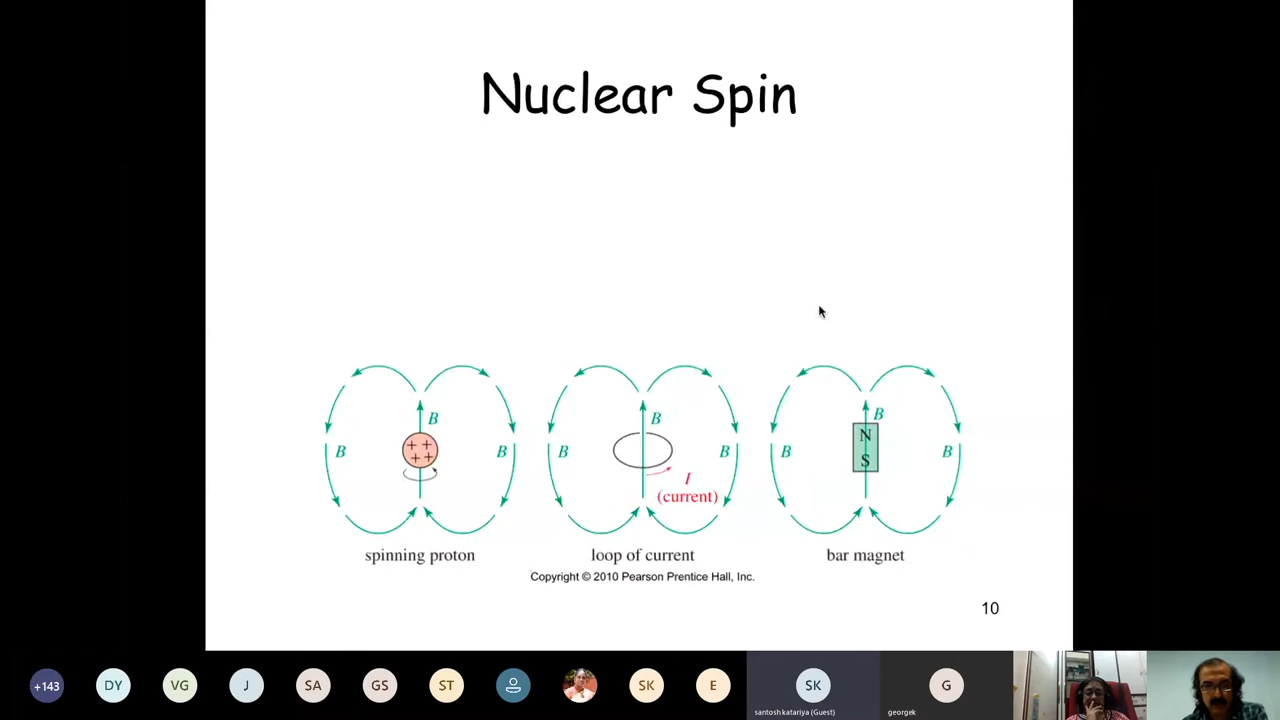 Nuclear Spin
B B B
B B B B B B
N
S
I
(current)
spinning proton loop of current bar magnet
Copyright © 2010 Pearson Prentice Hall, Inc.
10
+143 DY VG J SA GS ST SK E SK G
santosh katariya (Guest) georgek